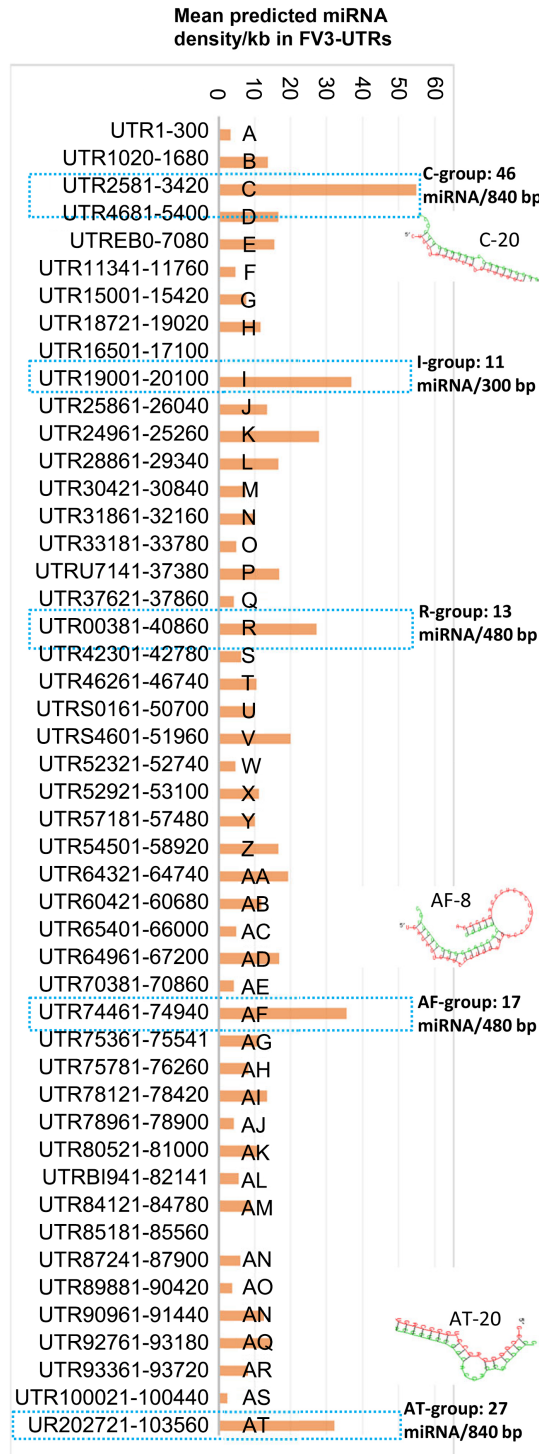 Mean predicted miRNA
density/kb in FV3-UTRs
0 10 20 30 40 50 60
UTR1-300 A
UTR1020-1680 B
UTR2581-3420 C
C-group: 46
miRNA/840 bp
UTR4681-5400 D
UTREB0-7080 E
C-20
5'
UTR11341-11760 F
UTR15001-15420 G
UTR18721-19020 H
UTR16501-17100
UTR19001-20100 I
I-group: 11
miRNA/300 bp
UTR25861-26040 J
UTR24961-25260 K
UTR28861-29340 L
UTR30421-30840 M
UTR31861-32160 N
UTR33181-33780 O
UTRU7141-37380 P
UTR37621-37860 Q
UTR00381-40860 R
R-group: 13
miRNA/480 bp
UTR42301-42780 S
UTR46261-46740 T
UTRS0161-50700 U
UTRS4601-51960 V
UTR52321-52740 W
UTR52921-53100 X
UTR57181-57480 Y
UTR54501-58920 Z
UTR64321-64740 AA
UTR60421-60680 AB
AF-8
5'
UTR65401-66000 AC
UTR64961-67200 AD
UTR70381-70860 AE
UTR74461-74940 AF
AF-group: 17
miRNA/480 bp
UTR75361-75541 AG
UTR75781-76260 AH
UTR78121-78420 AI
UTR78961-78900 AJ
UTR80521-81000 AK
UTRBI941-82141 AL
UTR84121-84780 AM
UTR85181-85560
UTR87241-87900 AN
UTR89881-90420 AO
UTR90961-91440 AN
UTR92761-93180 AQ
AT-20
UTR93361-93720 AR
UTR100021-100440 AS
UR202721-103560 AT
AT-group: 27
miRNA/840 bp